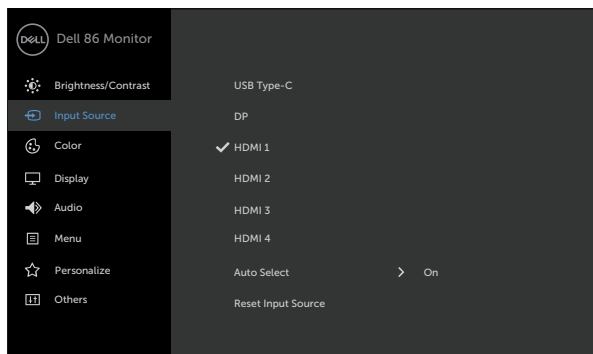 DELL
Dell 86 Monitor
Brightness/Contrast
Input Source
Color
Display
Audio
Menu
Personalize
Others
USB Type-C
DP
HDMI 1
HDMI 2
HDMI 3
HDMI 4
Auto Select > On
Reset Input Source